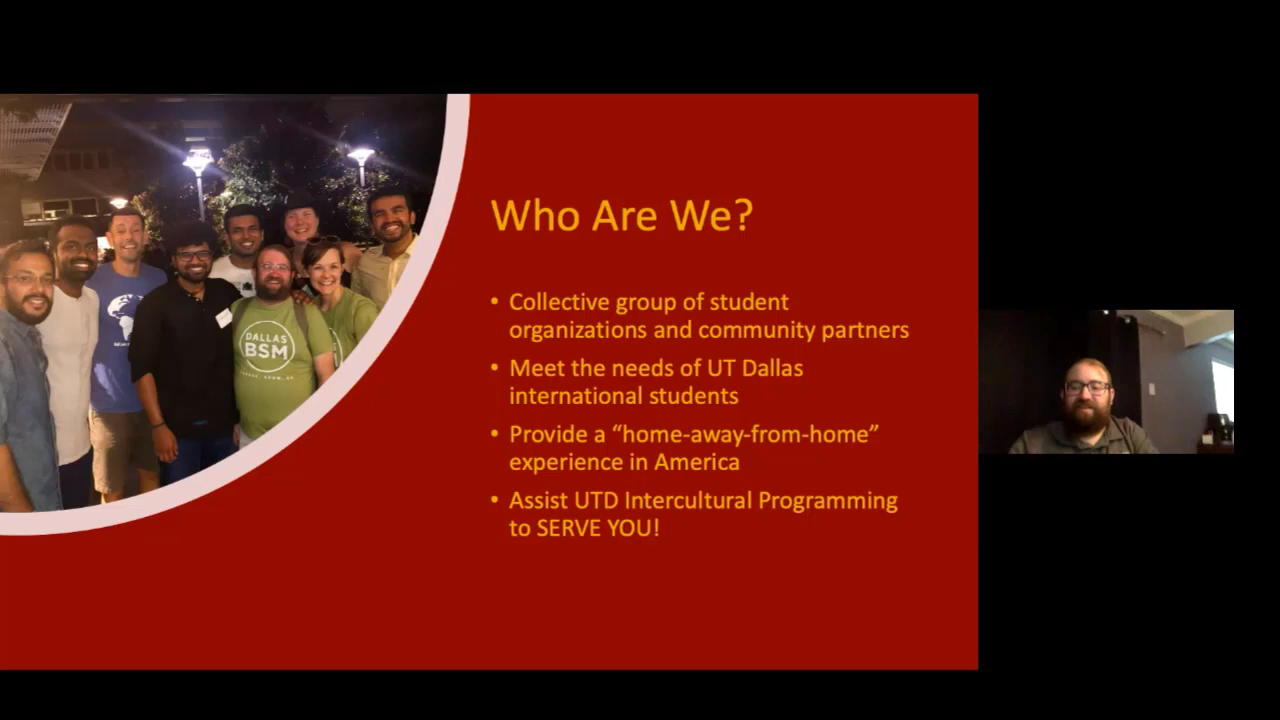 Who Are We?
• Collective group of student
organizations and community partners
• Meet the needs of UT Dallas
international students
• Provide a “home-away-from-home”
experience in America
• Assist UTD Intercultural Programming
to SERVE YOU!
DALLAS
BSM